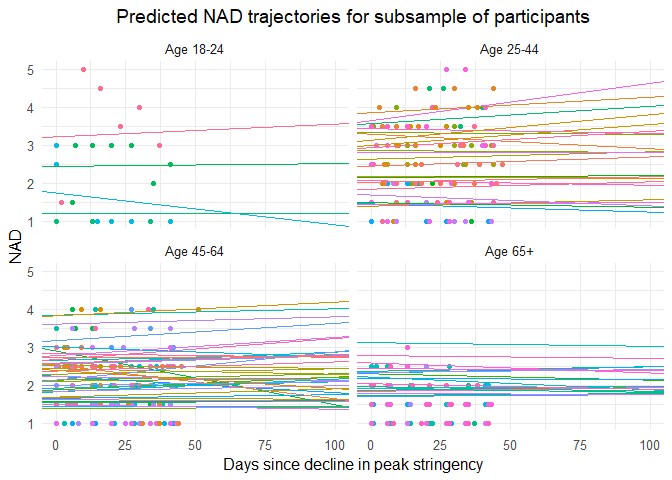 Predicted NAD trajectories for subsample of participants
Age 18-24
Age 25-44
5
4
3
2
1
NAD
Age 45-64
Age 65+
5
4
3
2
1
0
25
50
75
100
0
25
50
75
100
Days since decline in peak stringency